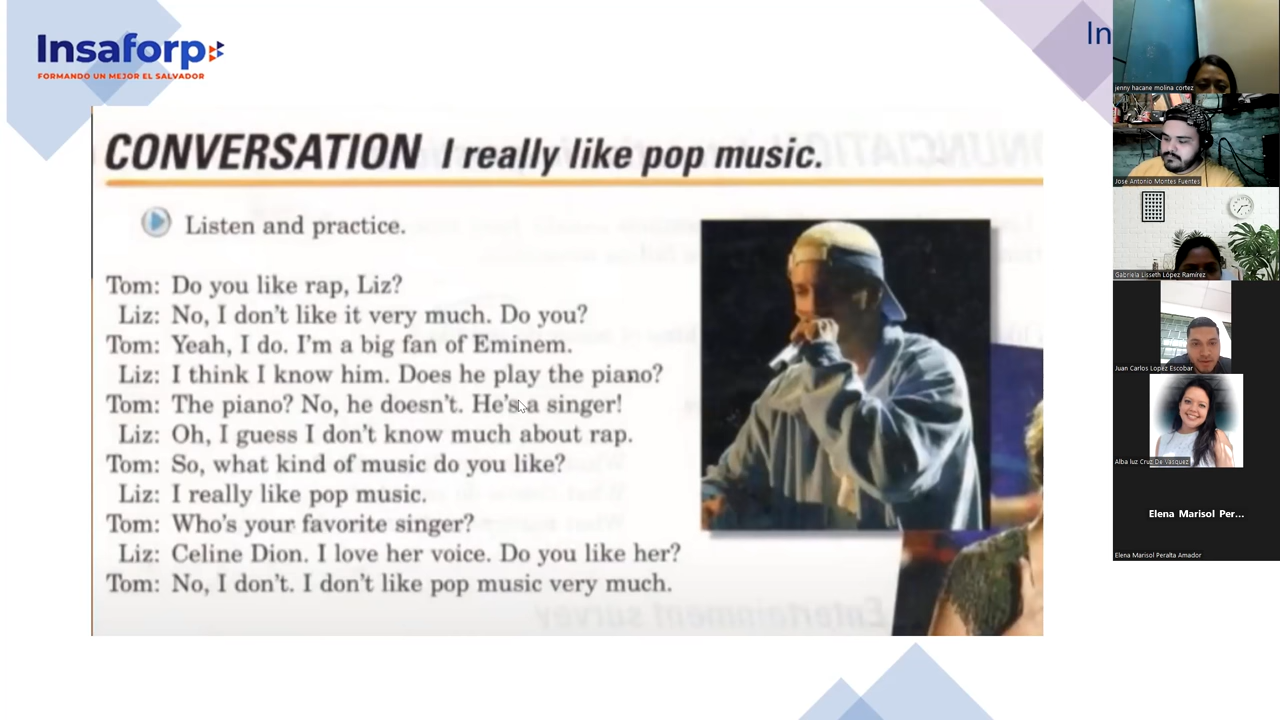 Insaforp
FORMANDO UN MEJOR EL SALVADOR
In
CONVERSATION I really like pop music.
Listen and practice.
Tom: Do you like rap, Liz?
Liz: No, I don't like it very much. Do you?
Tom: Yeah, I do. I'm a big fan of Eminem.
Liz: I think I know him. Does he play the piano?
Tom: The piano? No, he doesn't. He's a singer!
Liz: Oh, I guess I don't know much about rap.
Tom: So, what kind of music do you like?
Liz: I really like pop music.
Tom: Who's your favorite singer?
Liz: Celine Dion. I love her voice. Do you like her?
Tom: No, I don't. I don't like pop music very much.
Entertainment survey
jenny hacane molina cortez
Jose Antonio Montes Fuentes
Gabriela Lisseth López Ramírez
Juan Carlos Lopez Escobar
Alba luz Cruz De Vasquez
Elena Marisol Per...
Elena Marisol Peralta Amador